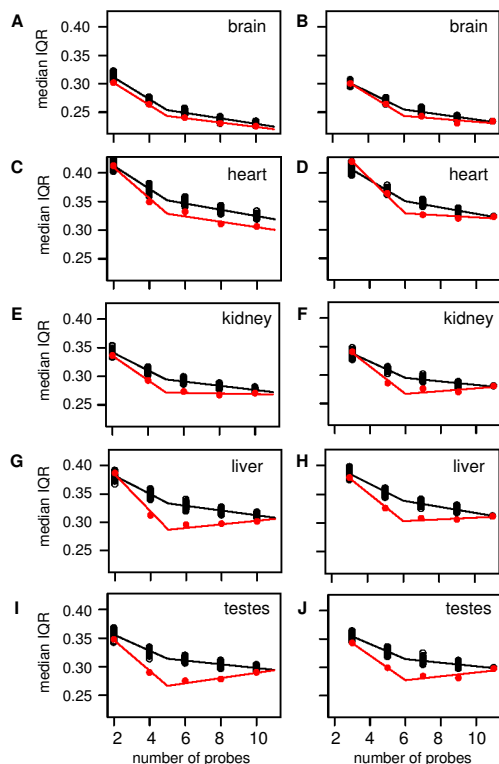 A
brain
median IQR
0.40
0.35
0.30
0.25
B
brain
C
heart
median IQR
0.40
0.35
0.30
0.25
D
heart
E
kidney
median IQR
0.40
0.35
0.30
0.25
F
kidney
G
liver
median IQR
0.40
0.35
0.30
0.25
H
liver
I
testes
median IQR
0.40
0.35
0.30
0.25
J
testes
2 4 6 8 10
2 4 6 8 10
number of probes
number of probes